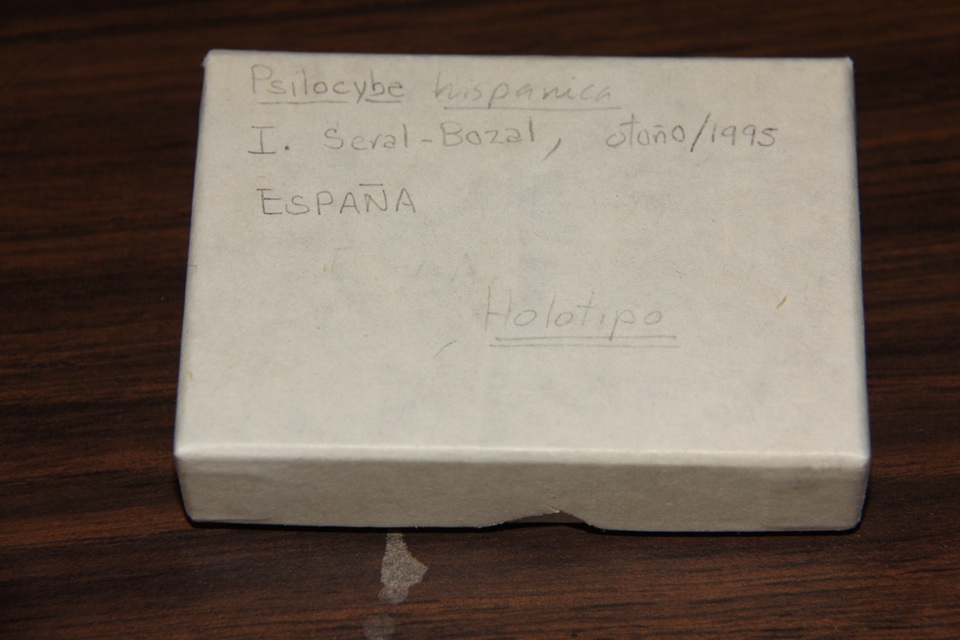 Psilocybe hispanica
I. Seral-Bozal, otoño/1995
ESPAÑA
Holotipo